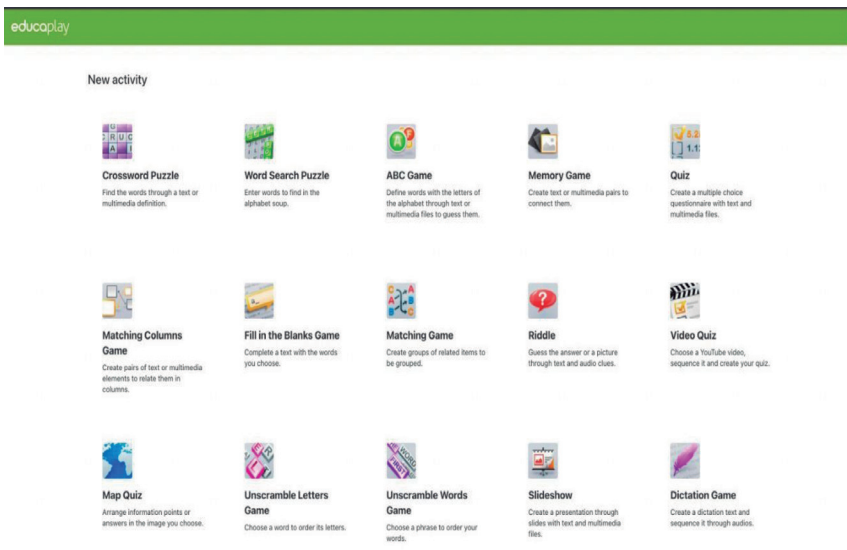 educaplay
New activity
Crossword Puzzle
Find the words through a text or
multimedia definition.
Word Search Puzzle
Enter words to find in the
alphabet soup.
ABC Game
Define words with the letters of
the alphabet through text or
multimedia files to guess them.
Memory Game
Create text or multimedia pairs to
connect them.
Quiz
Create a multiple choice
questionnaire with text and
multimedia files.
Matching Columns
Game
Create pairs of text or multimedia
elements to relate them in
columns.
Fill in the Blanks Game
Complete a text with the words
you choose.
Matching Game
Create groups of related items to
be grouped.
Riddle
Guess the answer or a picture
through text and audio clues.
Video Quiz
Choose a YouTube video,
sequence it and create your quiz.
Map Quiz
Arrange information points or
answers in the image you choose.
Unscramble Letters
Game
Choose a word to order its letters.
Unscramble Words
Game
Choose a phrase to order your
words.
Slideshow
Create a presentation through
slides with text and multimedia
files.
Dictation Game
Create a dictation text and
sequence it through audios.